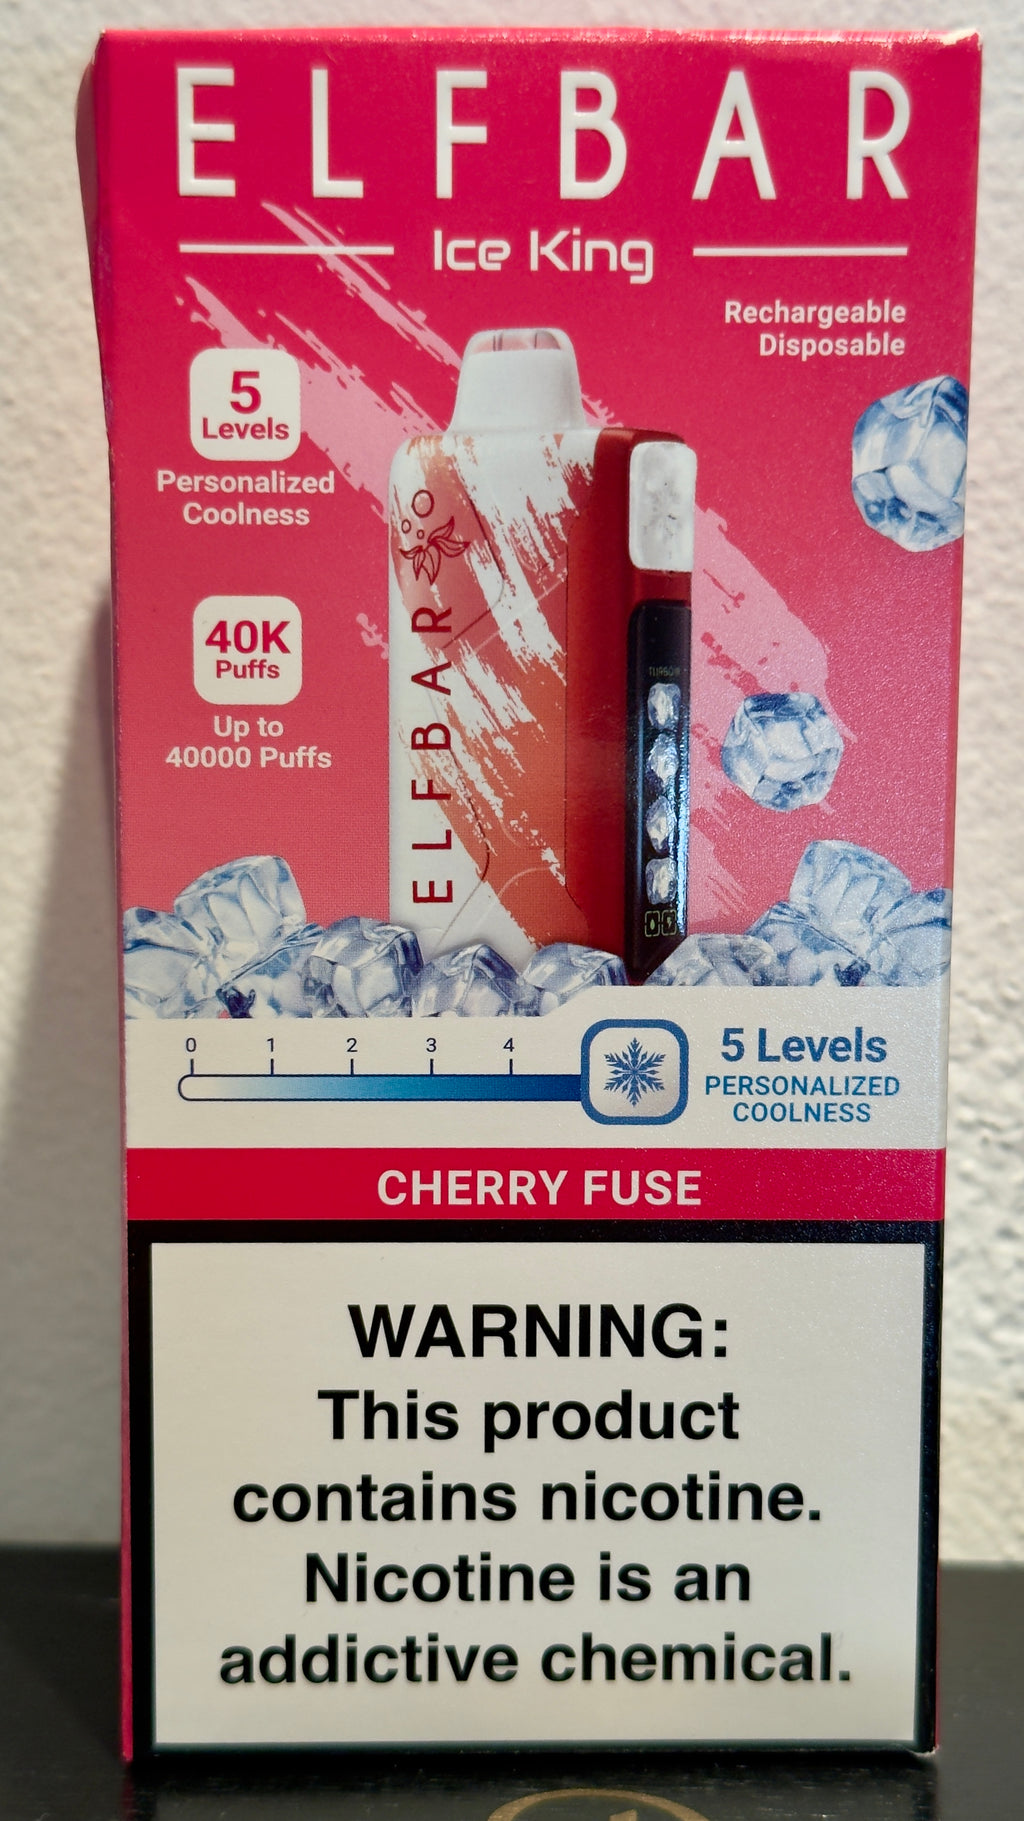 ELFBAR
Ice King
Rechargeable
Disposable
5
Levels
Personalized
Coolness
40K
Puffs
Up to
40000 Puffs
ELFBAR
0 1 2 3 4
5 Levels
PERSONALIZED
COOLNESS
CHERRY FUSE
WARNING:
This product
contains nicotine.
Nicotine is an
addictive chemical.